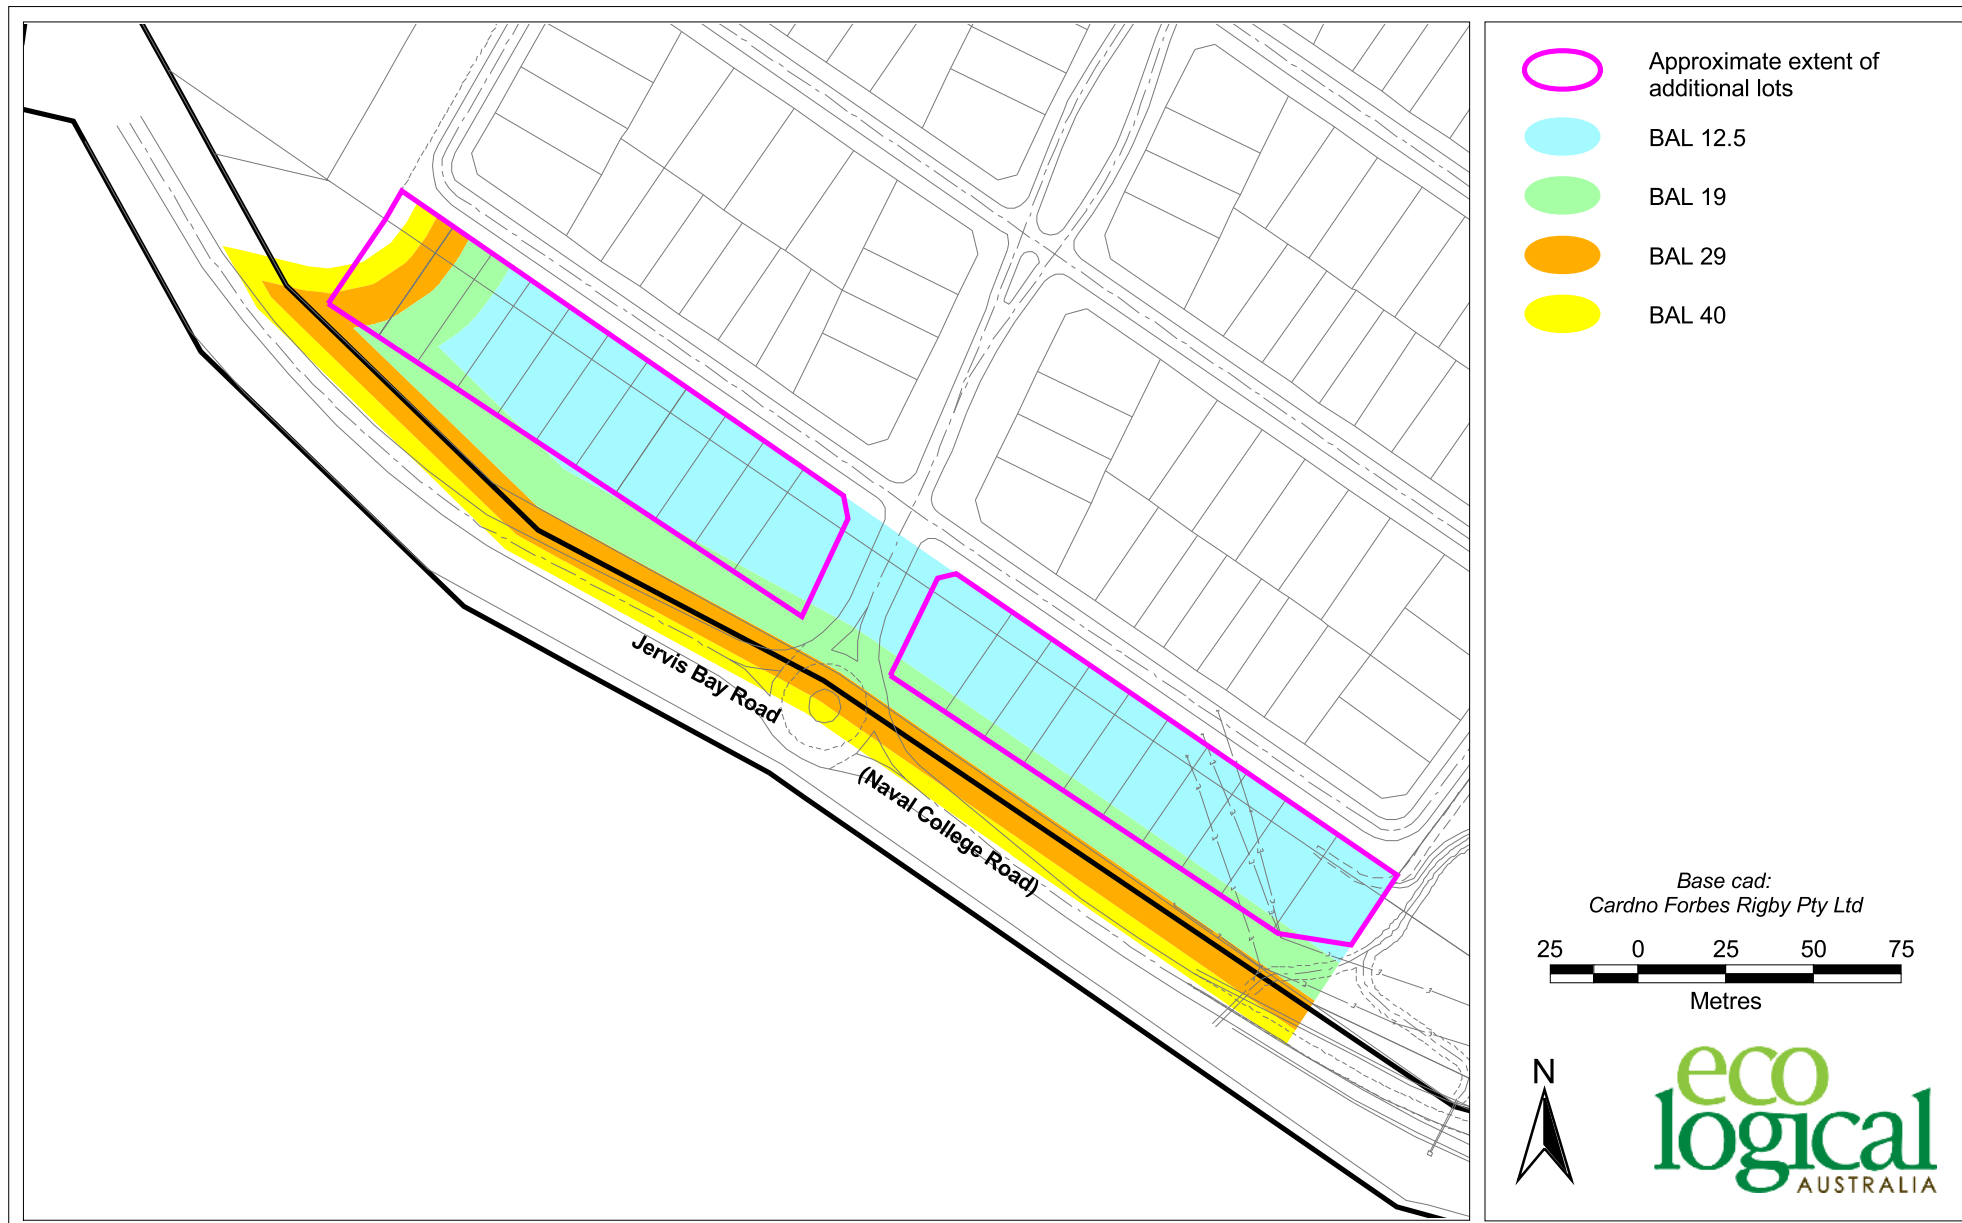 Approximate extent of
additional lots
BAL 12.5
BAL 19
BAL 29
BAL 40
Jervis Bay Road
(Naval College Road)
Base cad:
Cardno Forbes Rigby Pty Ltd
25 0 25 50 75
Metres
N
eco
logical
AUSTRALIA